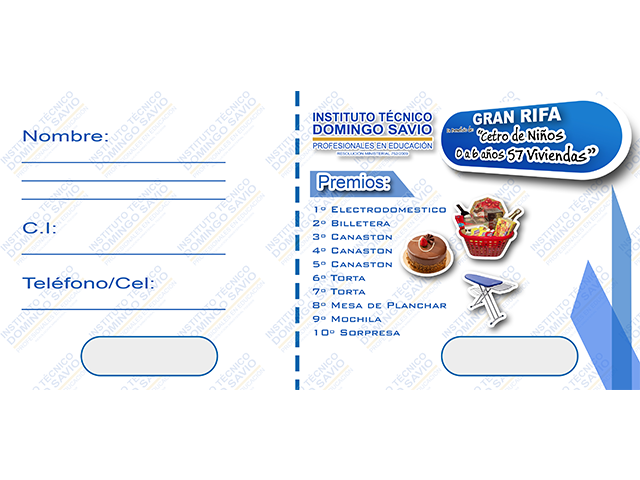 Nombre:
C.I:
Teléfono/Cel:
INSTITUTO TÉCNICO
DOMINGO SAVIO
PROFESIONALES EN EDUCACIÓN
GRAN RIFA
"Cetro de Niños
0 a 6 años 57 Viviendas"
Premios:
1º Electrodomestico
2º Billetera
3º Canaston
4º Canaston
5º Canaston
6º Torta
7º Torta
8º Mesa de Planchar
9º Mochila
10º Sorpresa